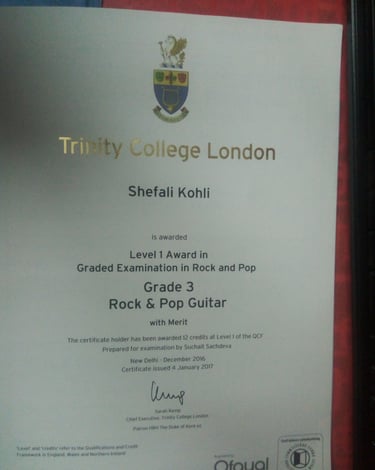 Trinity College London
Shefali Kohli
is awarded
Level 1 Award in
Graded Examination in Rock and Pop
Grade 3
Rock & Pop Guitar
with Merit
The certificate holder has been awarded 12 credits at Level 1 of the QCF
Prepared for examination by Suchait Sachdeva
New Delhi - December 2016
Certificate issued 4 January 2017
Sarah Kemp
Chief Executive, Trinity College London
Patron HRH The Duke of Kent KG
'Level' and 'credits' refer to the Qualifications and Credit
Framework in England, Wales and Northern Ireland
Ofqual